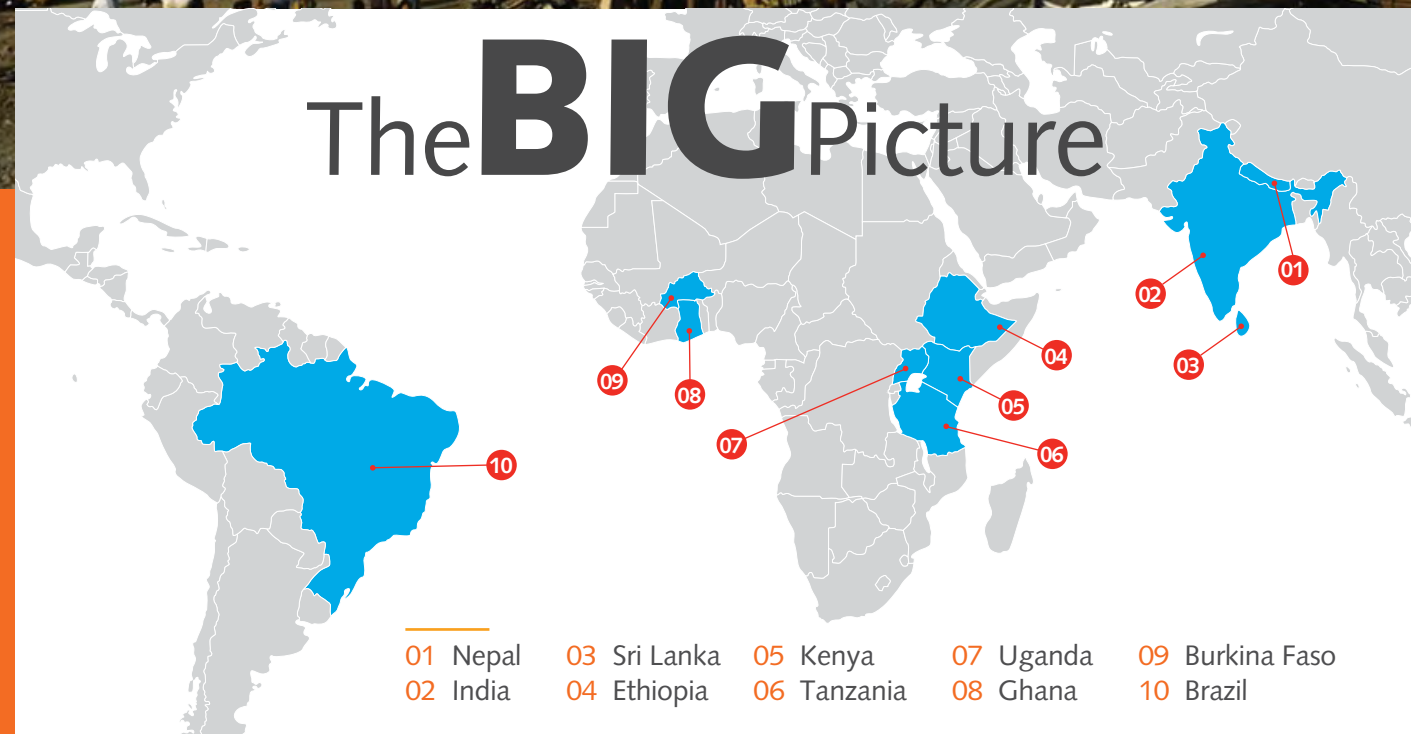 The BIG Picture
01
02
03
04
05
06
07
08
09
10
01 Nepal
02 India
03 Sri Lanka
04 Ethiopia
05 Kenya
06 Tanzania
07 Uganda
08 Ghana
09 Burkina Faso
10 Brazil